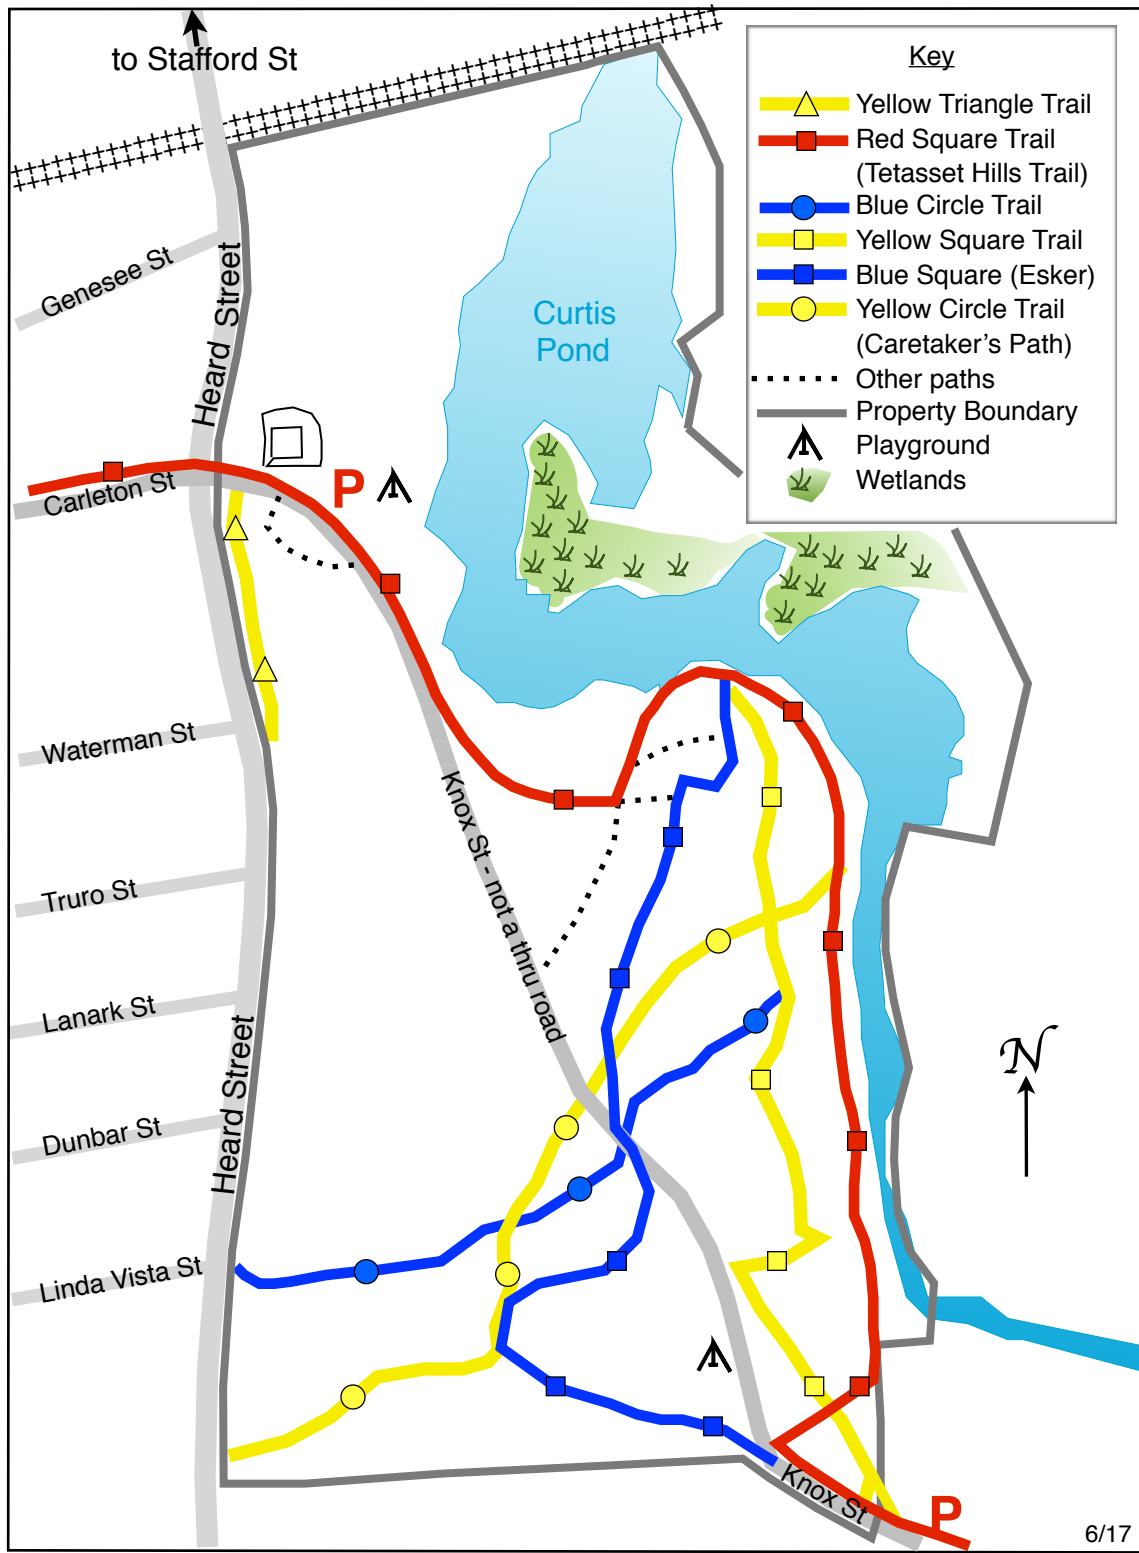 to Stafford St
Key
Yellow Triangle Trail
Red Square Trail
(Tetasset Hills Trail)
Blue Circle Trail
Yellow Square Trail
Blue Square (Esker)
Yellow Circle Trail
(Caretaker's Path)
Other paths
Property Boundary
Playground
Wetlands
Genesee St
Heard Street
Curtis
Pond
Carleton St
P
Waterman St
Knox St - not a thru road
Truro St
Lanark St
Heard Street
Dunbar St
N
Linda Vista St
Knox St
P
6/17